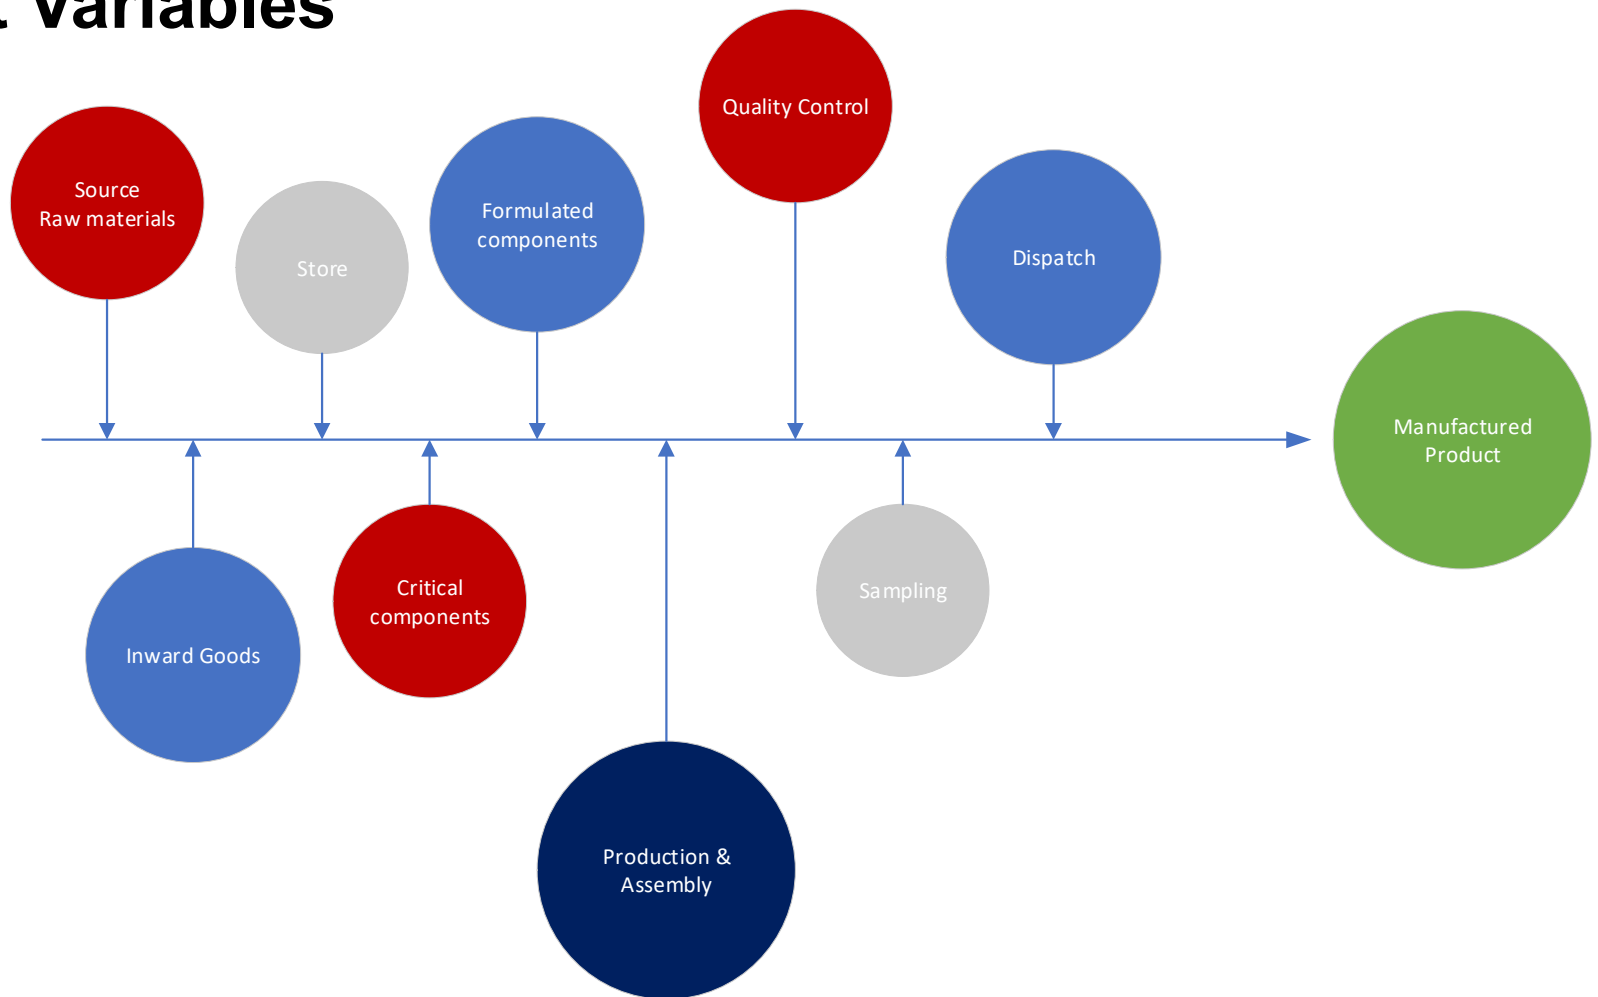 t Variables
Quality Control
Source
Raw materials
Formulated
components
Store
Dispatch
Manufactured
Product
Critical
components
Sampling
Inward Goods
Production &
Assembly